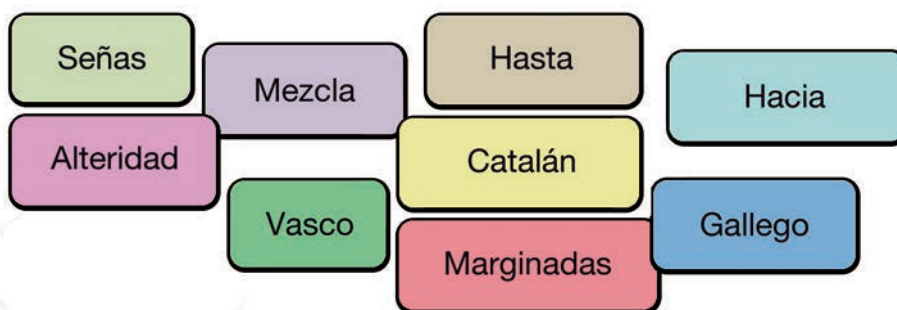 Señas
Mezcla
Hasta
Hacia
Alteridad
Catalán
Vasco
Gallego
Marginadas